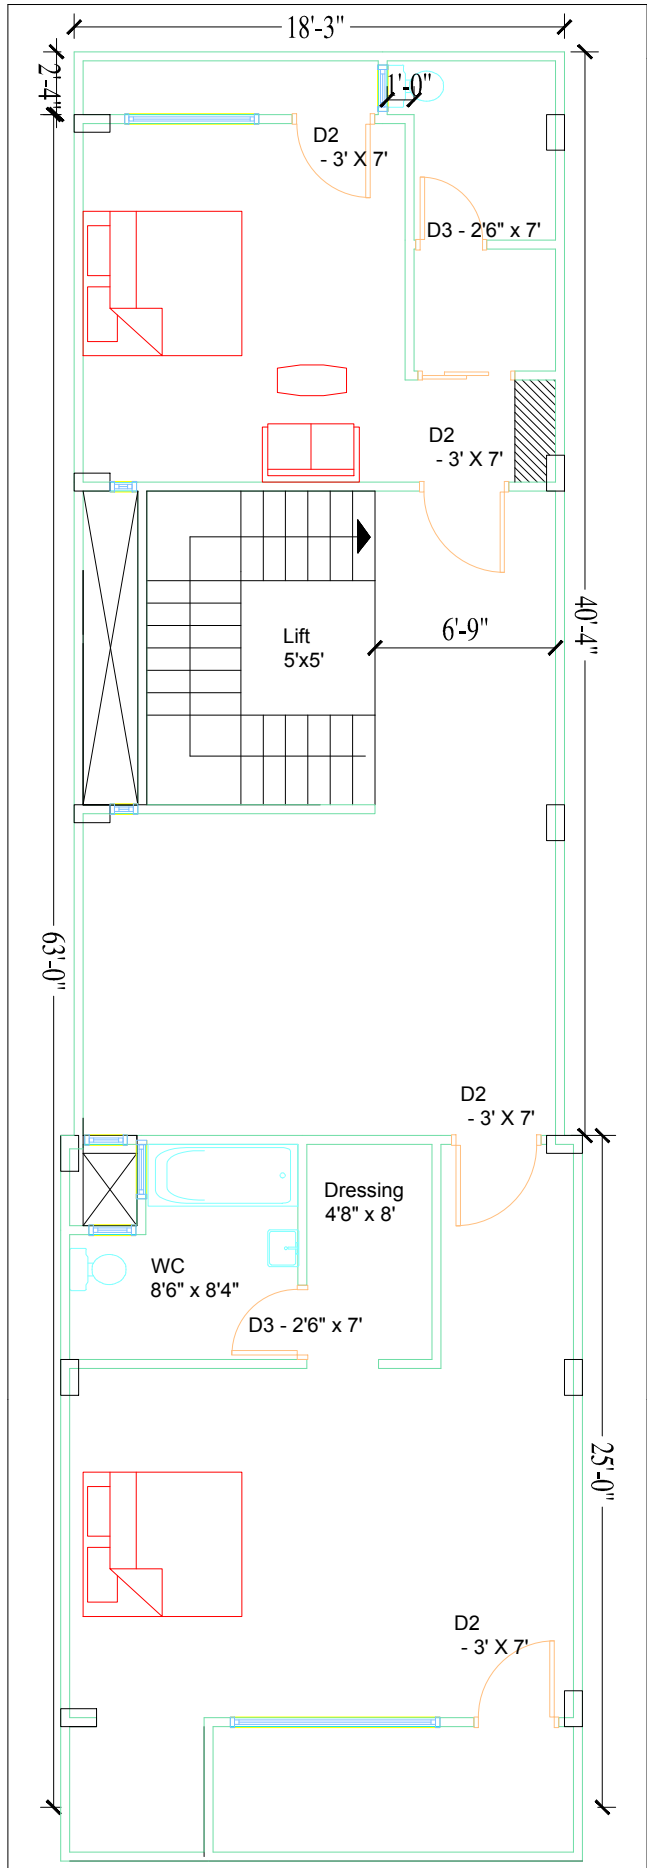 18'-3"
2'-4"
1'-0"
D2
- 3' X 7'
D3 - 2'6" x 7'
D2
- 3' X 7'
Lift
5'x5'
6'-9"
40'-4"
63'-0"
D2
- 3' X 7'
Dressing
4'8" x 8'
WC
8'6" x 8'4"
D3 - 2'6" x 7'
25'-0"
D2
- 3' X 7'